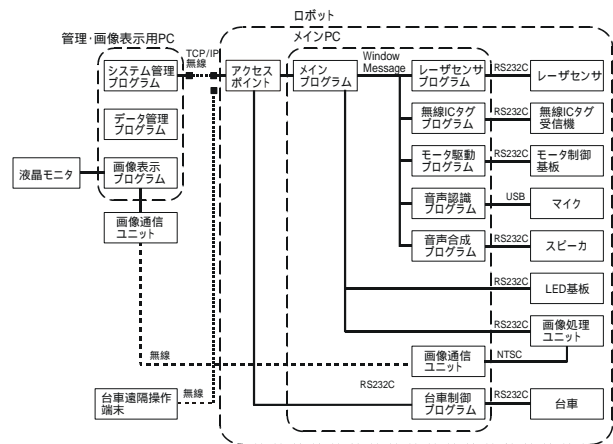 ロボット
管理・画像表示用PC
メインPC
TCP/IP
無線
Window
Message
システム管理
プログラム
アクセス
ポイント
メイン
プログラム
レーザセンサ
プログラム
RS232C
レーザセンサ
データ管理
プログラム
無線ICタグ
プログラム
RS232C
無線ICタグ
受信機
液晶モニタ
画像表示
プログラム
モータ駆動
プログラム
RS232C
モータ制御
基板
画像通信
ユニット
音声認識
プログラム
USB
マイク
音声合成
プログラム
RS232C
スピーカ
RS232C
LED基板
RS232C
画像処理
ユニット
無線
画像通信
ユニット
NTSC
台車遠隔操作
端末
無線
RS232C
台車制御
プログラム
RS232C
台車